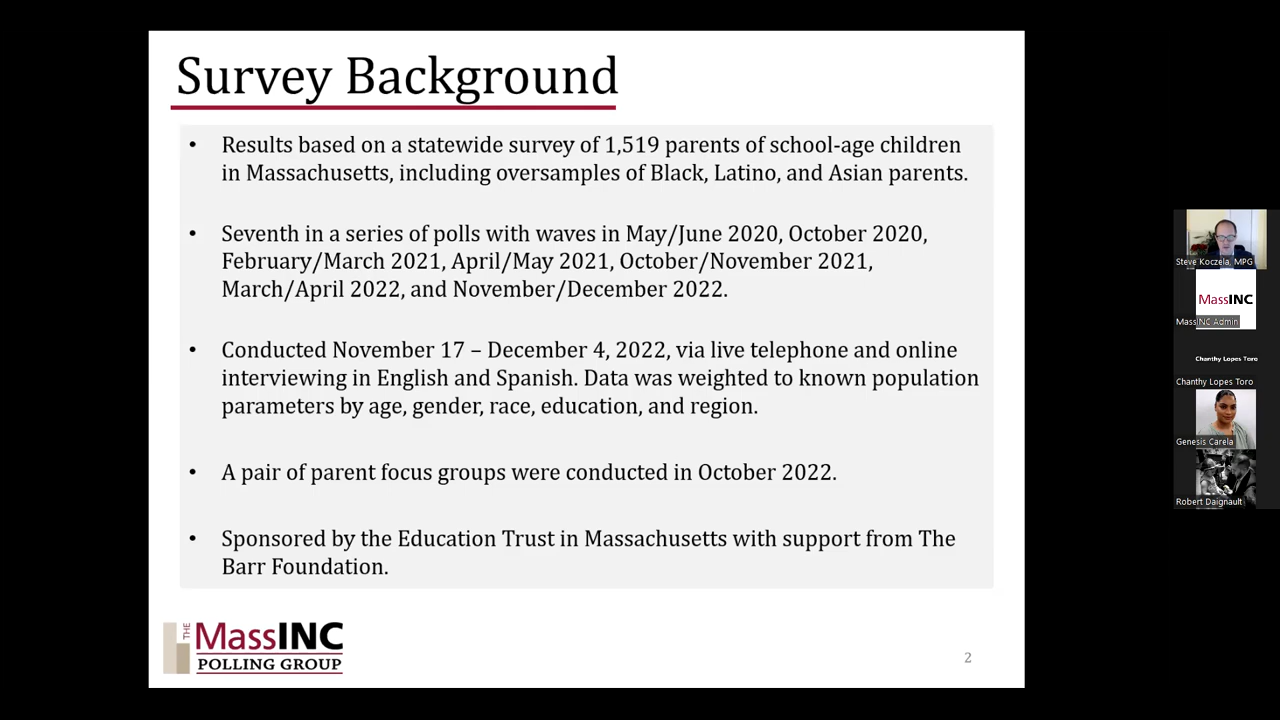 Survey Background
• Results based on a statewide survey of 1,519 parents of school-age children
in Massachusetts, including oversamples of Black, Latino, and Asian parents.
• Seventh in a series of polls with waves in May/June 2020, October 2020,
February/March 2021, April/May 2021, October/November 2021,
March/April 2022, and November/December 2022.
• Conducted November 17 – December 4, 2022, via live telephone and online
interviewing in English and Spanish. Data was weighted to known population
parameters by age, gender, race, education, and region.
• A pair of parent focus groups were conducted in October 2022.
• Sponsored by the Education Trust in Massachusetts with support from The
Barr Foundation.
THE
MassINC
POLLING GROUP
2
Steve Koczela, MPG
MassINC
MassINC Admin
Chanthy Lopes Toro
Chanthy Lopes Toro
Genesis Carela
Robert Daignault